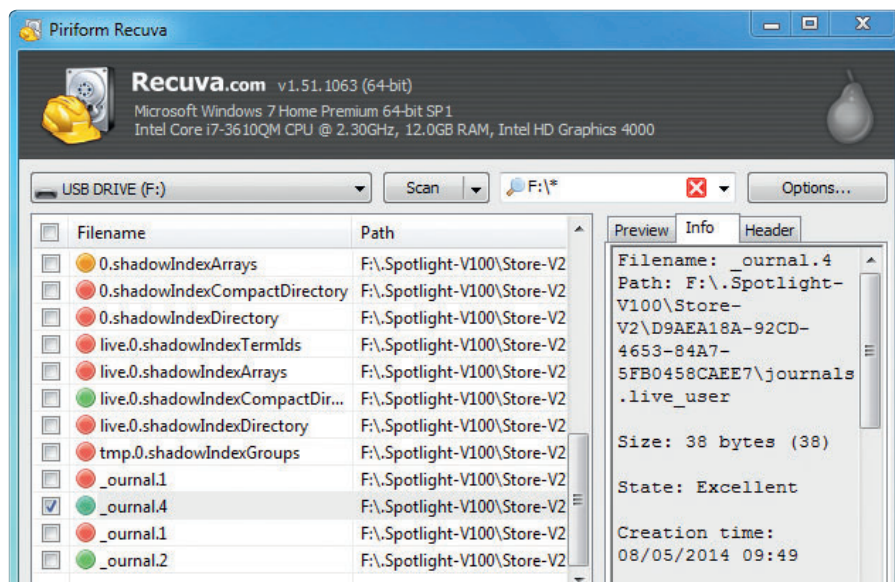 Piriform Recuva
Recuva.com v1.51.1063 (64-bit)
Microsoft Windows 7 Home Premium 64-bit SP1
Intel Core i7-3610QM CPU @ 2.30GHz, 12.0GB RAM, Intel HD Graphics 4000
USB DRIVE (F:) Scan F:\* Options...
Filename Path
0.shadowIndexArrays F:\.Spotlight-V100\Store-V2
0.shadowIndexCompactDirectory F:\.Spotlight-V100\Store-V2
0.shadowIndexDirectory F:\.Spotlight-V100\Store-V2
live.0.shadowIndexTermIds F:\.Spotlight-V100\Store-V2
live.0.shadowIndexArrays F:\.Spotlight-V100\Store-V2
live.0.shadowIndexCompactDir... F:\.Spotlight-V100\Store-V2
live.0.shadowIndexDirectory F:\.Spotlight-V100\Store-V2
tmp.0.shadowIndexGroups F:\.Spotlight-V100\Store-V2
_ournal.1 F:\.Spotlight-V100\Store-V2
_ournal.4 F:\.Spotlight-V100\Store-V2
_ournal.1 F:\.Spotlight-V100\Store-V2
_ournal.2 F:\.Spotlight-V100\Store-V2
Preview Info Header
Filename: _ournal.4
Path: F:\.Spotlight-
V100\Store-
V2\D9AEA18A-92CD-
4653-84A7-
5FB0458CAEE7\journals
.live_user
Size: 38 bytes (38)
State: Excellent
Creation time:
08/05/2014 09:49